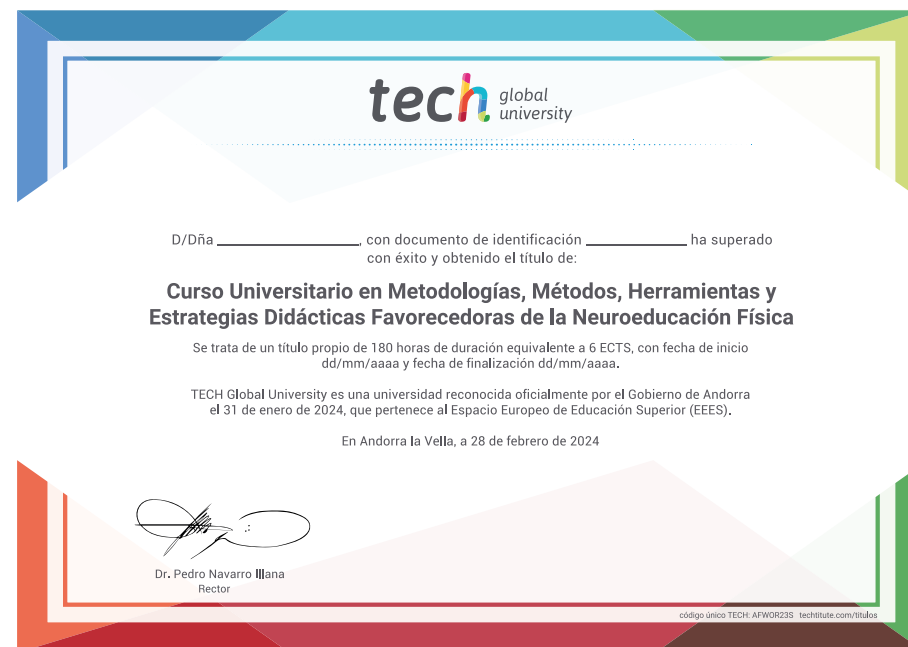 tech global university
D/Dña ____________, con documento de identificación ____________ ha superado
con éxito y obtenido el título de:
Curso Universitario en Metodologías, Métodos, Herramientas y
Estrategias Didácticas Favorecedoras de la Neuroeducación Física
Se trata de un título propio de 180 horas de duración equivalente a 6 ECTS, con fecha de inicio
dd/mm/aaaa y fecha de finalización dd/mm/aaaa.
TECH Global University es una universidad reconocida oficialmente por el Gobierno de Andorra
el 31 de enero de 2024, que pertenece al Espacio Europeo de Educación Superior (EEES).
En Andorra la Vella, a 28 de febrero de 2024
Dr. Pedro Navarro Illana
Rector
código único TECH: AFWOR23S techtitute.com/titulos